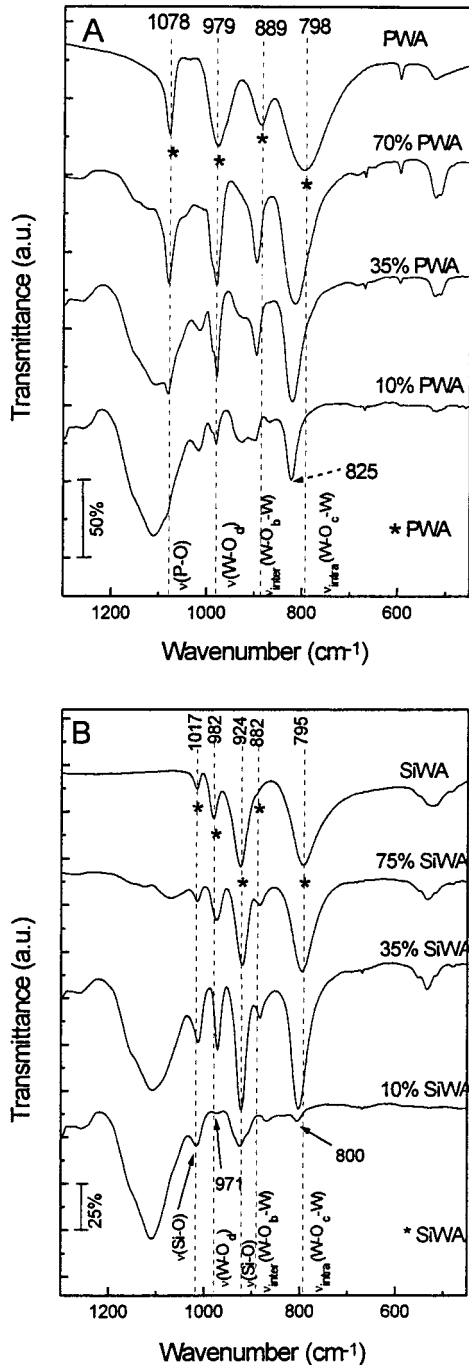 A
1078
979
889
798
PWA
*
*
*
*
70% PWA
35% PWA
10% PWA
825
50%
ν(P-O)
ν(W-Od)
νinter(W-Ob-W)
νintra(W-Oc-W)
* PWA
Transmittance (a.u.)
1200
1000
800
600
Wavenumber (cm-1)
B
1017
982
924
882
795
SiWA
*
*
*
*
*
75% SiWA
35% SiWA
10% SiWA
971
800
25%
ν(Si-O)
ν(W-Od)
ν(Si-O)
νinter(W-Ob-W)
νintra(W-Oc-W)
* SiWA
Transmittance (a.u.)
1200
1000
800
600
Wavenumber (cm-1)